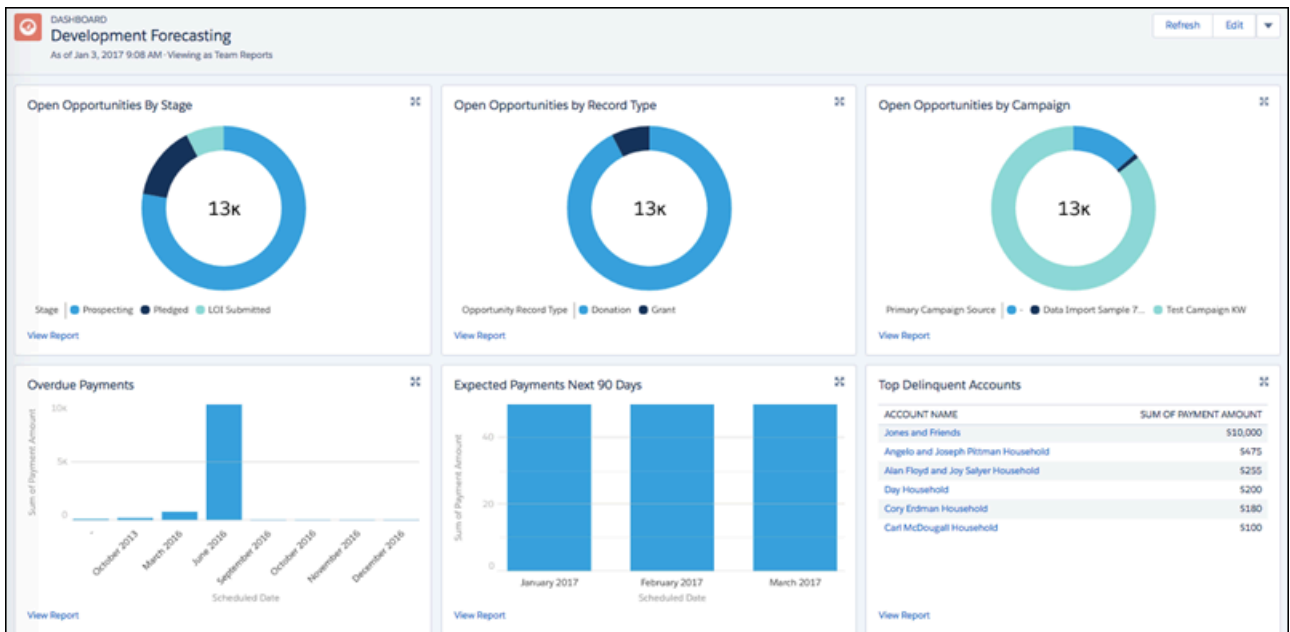 DASHBOARD
Development Forecasting
As of Jan 3, 2017 9:08 AM·Viewing as Team Reports
Refresh Edit
Open Opportunities By Stage
13K
Stage Prospecting Pledged LOI Submitted
View Report
Open Opportunities by Record Type
13K
Opportunity Record Type Donation Grant
View Report
Open Opportunities by Campaign
13K
Primary Campaign Source - Data Import Sample 7... Test Campaign KW
View Report
Overdue Payments
Sum of Payment Amount
10K
5K
0
-
October 2013
March 2016
June 2016
September 2016
October 2016
November 2016
December 2016
Scheduled Date
View Report
Expected Payments Next 90 Days
Sum of Payment Amount
40
20
0
January 2017 February 2017 March 2017
Scheduled Date
View Report
Top Delinquent Accounts
ACCOUNT NAME SUM OF PAYMENT AMOUNT
Jones and Friends $10,000
Angelo and Joseph Pittman Household $475
Alan Floyd and Joy Salyer Household $255
Day Household $200
Cory Erdman Household $180
Carl McDougall Household $100
View Report